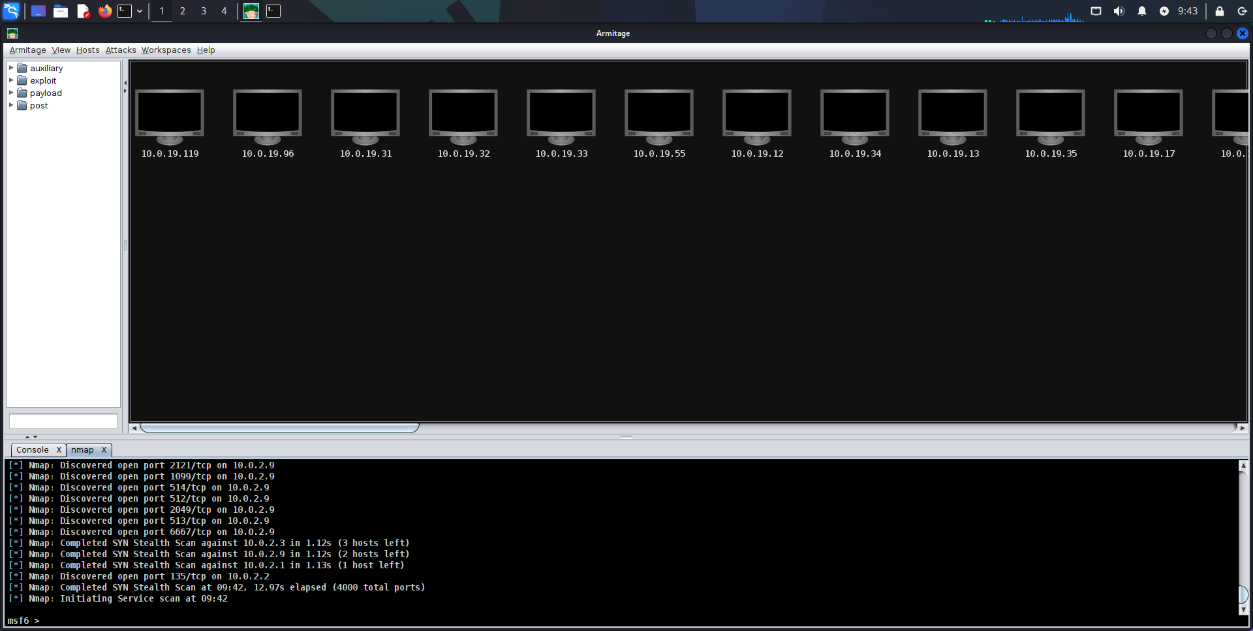 1 2 3 4 9:43
Armitage
Armitage View Hosts Attacks Workspaces Help
auxiliary
exploit
payload
post
10.0.19.119 10.0.19.96 10.0.19.31 10.0.19.32 10.0.19.33 10.0.19.55 10.0.19.12 10.0.19.34 10.0.19.13 10.0.19.35 10.0.19.17 10.0.
Console X nmap X
[*] Nmap: Discovered open port 2121/tcp on 10.0.2.9
[*] Nmap: Discovered open port 1099/tcp on 10.0.2.9
[*] Nmap: Discovered open port 514/tcp on 10.0.2.9
[*] Nmap: Discovered open port 512/tcp on 10.0.2.9
[*] Nmap: Discovered open port 2049/tcp on 10.0.2.9
[*] Nmap: Discovered open port 513/tcp on 10.0.2.9
[*] Nmap: Discovered open port 6667/tcp on 10.0.2.9
[*] Nmap: Completed SYN Stealth Scan against 10.0.2.3 in 1.12s (3 hosts left)
[*] Nmap: Completed SYN Stealth Scan against 10.0.2.9 in 1.12s (2 hosts left)
[*] Nmap: Completed SYN Stealth Scan against 10.0.2.1 in 1.13s (1 host left)
[*] Nmap: Discovered open port 135/tcp on 10.0.2.2
[*] Nmap: Completed SYN Stealth Scan at 09:42, 12.97s elapsed (4000 total ports)
[*] Nmap: Initiating Service scan at 09:42
msf6 >